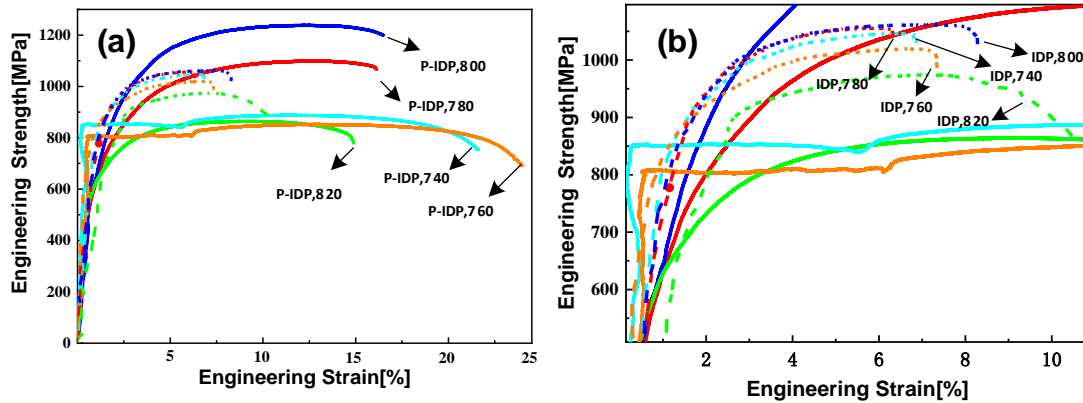 (a)
Engineering Strength[MPa]
1200
1000
800
600
400
200
0
5
10
15
20
25
Engineering Strain[%]
P-IDP,800
P-IDP,780
P-IDP,740
P-IDP,820
P-IDP,760
(b)
Engineering Strength[MPa]
1000
900
800
700
600
2
4
6
8
10
Engineering Strain[%]
IDP,800
IDP,740
IDP,780
IDP,760
IDP,820